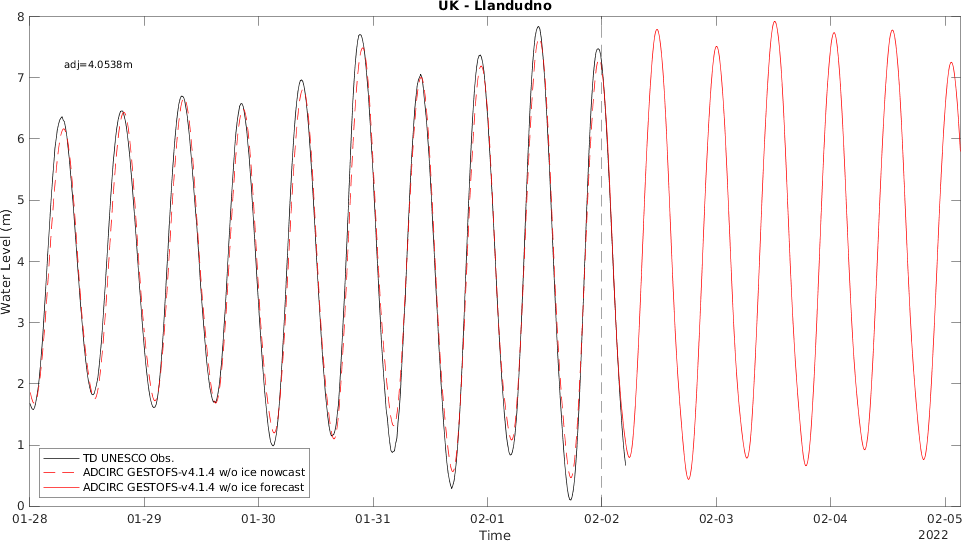 UK - Llandudno
adj=4.0538m
8
7
6
5
4
3
2
1
0
Water Level (m)
TD UNESCO Obs.
ADCIRC GESTOFS-v4.1.4 w/o ice nowcast
ADCIRC GESTOFS-v4.1.4 w/o ice forecast
01-28 01-29 01-30 01-31 02-01 02-02 02-03 02-04 02-05
Time
2022